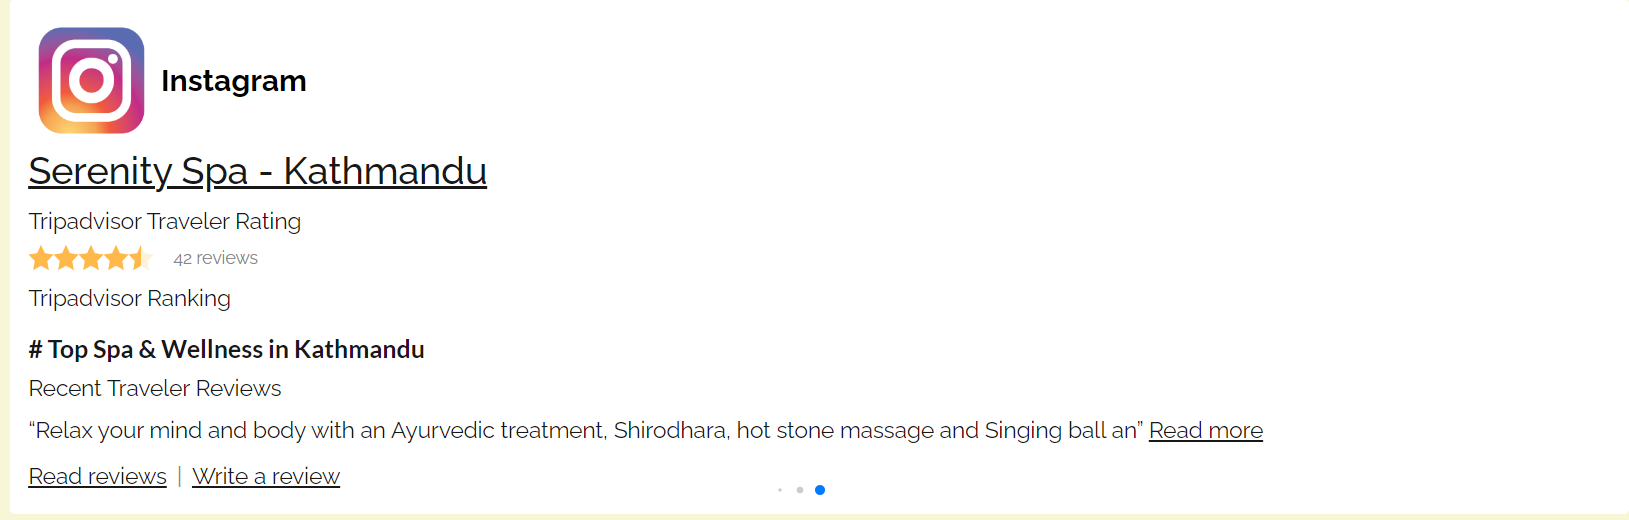 Instagram
Serenity Spa - Kathmandu
Tripadvisor Traveler Rating
42 reviews
Tripadvisor Ranking
# Top Spa & Wellness in Kathmandu
Recent Traveler Reviews
“Relax your mind and body with an Ayurvedic treatment, Shirodhara, hot stone massage and Singing ball an” Read more
Read reviews | Write a review